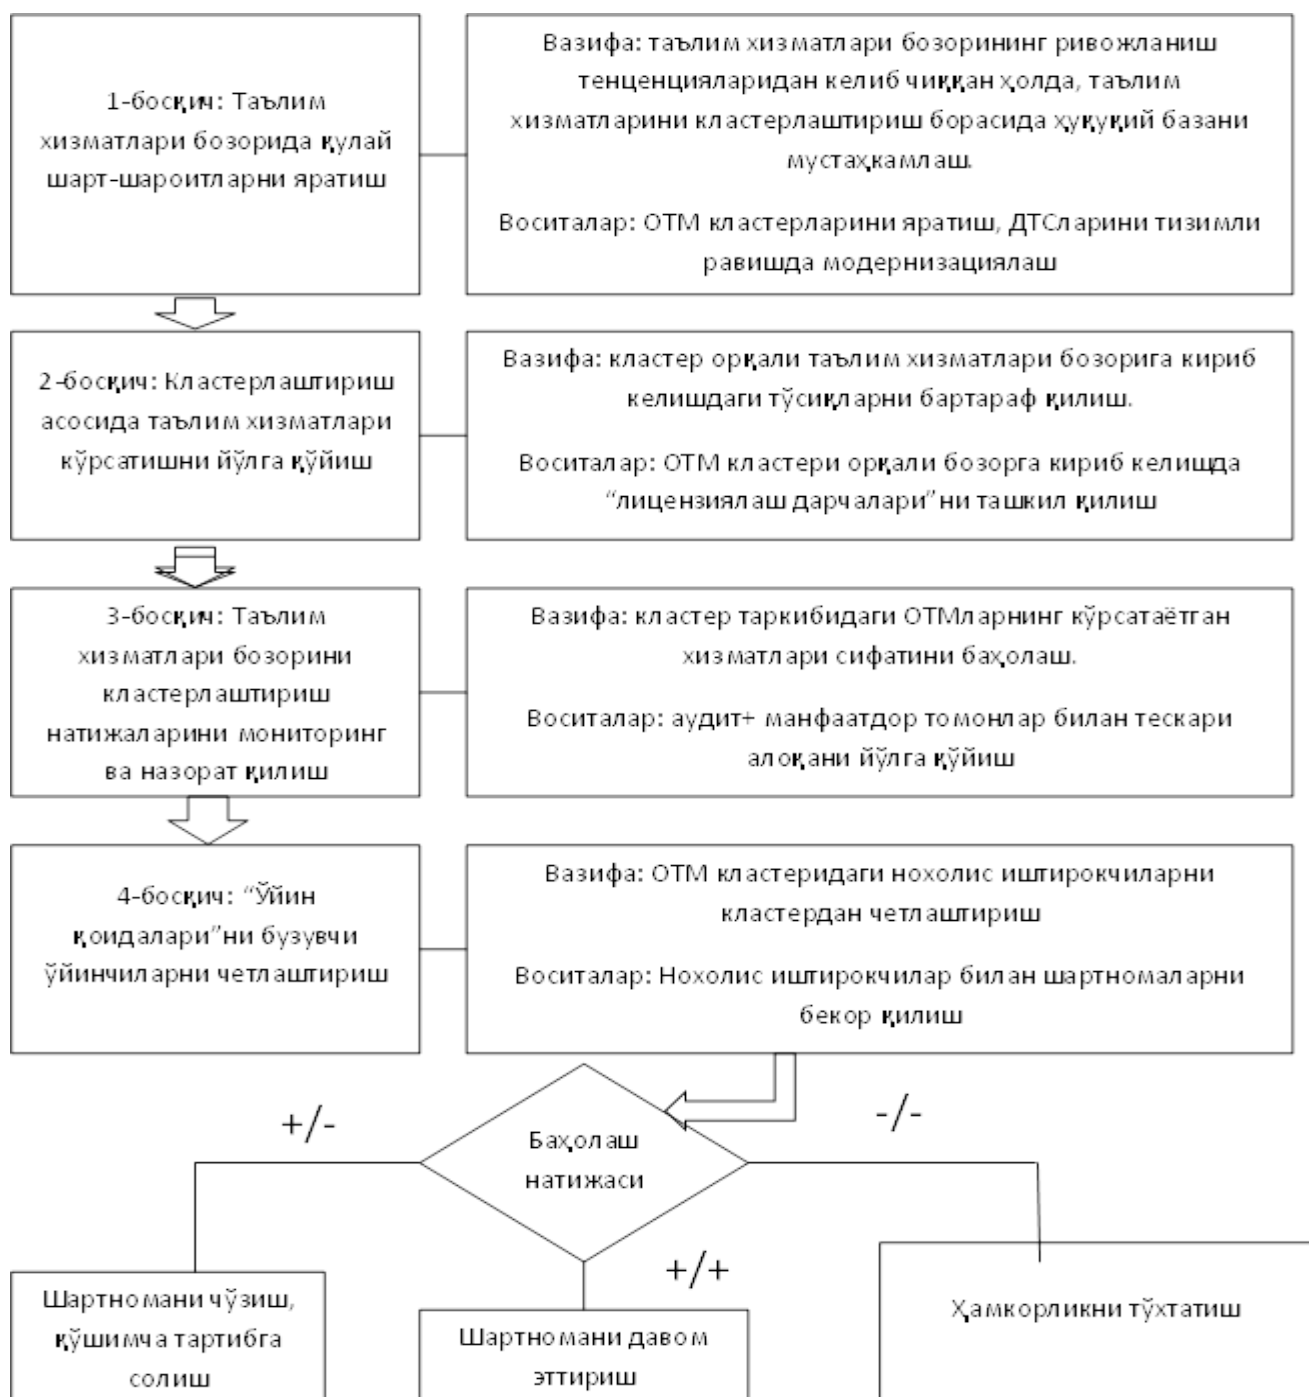 1-босқич: Таълим
хизматлари бозорида қулай
шарт-шароитларни яратиш
Вазифа: таълим хизматлари бозорининг ривожланиш
тенценцияларидан келиб чиққан ҳолда, таълим
хизматларини кластерлаштириш борасида ҳуқуқий базани
мустаҳкамлаш.
Воситалар: ОТМ кластерларини яратиш, ДТСларини тизимли
равишда модернизациялаш
2-босқич: Кластерлаштириш
асосида таълим хизматлари
кўрсатишни йўлга қўйиш
Вазифа: кластер орқали таълим хизматлари бозорига кириб
келишдаги тўсиқларни бартараф қилиш.
Воситалар: ОТМ кластери орқали бозорга кириб келишда
“лицензиялаш дарчалари”ни ташкил қилиш
3-босқич: Таълим
хизматлари бозорини
кластерлаштириш
натижаларини мониторинг
ва назорат қилиш
Вазифа: кластер таркибидаги ОТМларнинг кўрсатаётган
хизматлари сифатини баҳолаш.
Воситалар: аудит+ манфаатдор томонлар билан тескари
алоқани йўлга қўйиш
4-босқич: “Ўйин
қоидалари”ни бузувчи
ўйинчиларни четлаштириш
Вазифа: ОТМ кластеридаги нохолис иштирокчиларни
кластердан четлаштириш
Воситалар: Нохолис иштирокчилар билан шартномаларни
бекор қилиш
+/-
-/-
Баҳолаш
натижаси
+/+
Шартномани чўзиш,
қўшимча тартибга
солиш
Шартномани давом
эттириш
Ҳамкорликни тўхтатиш